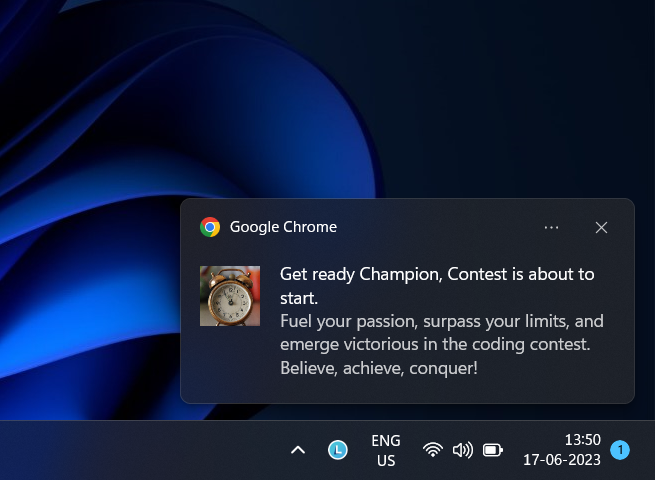 Google Chrome
Get ready Champion, Contest is about to
start.
Fuel your passion, surpass your limits, and
emerge victorious in the coding contest.
Believe, achieve, conquer!
L
ENG
US
13:50
17-06-2023
1